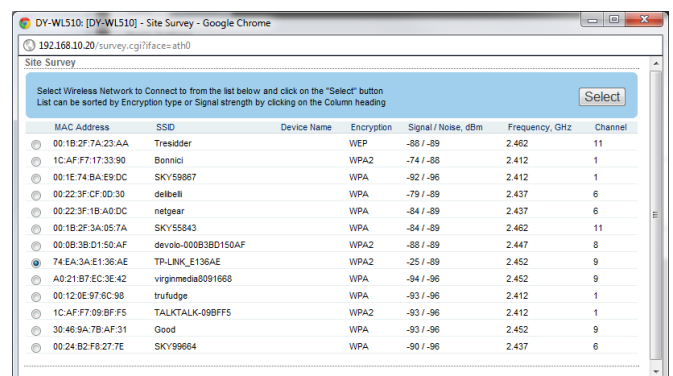 DY-WL510: [DY-WL510] - Site Survey - Google Chrome
192.168.10.20/survey.cgi?iface=ath0
Site Survey
Select Wireless Network to Connect to from the list below and click on the "Select" button
List can be sorted by Encryption type or Signal strength by clicking on the Column heading
Select
MAC Address SSID Device Name Encryption Signal / Noise, dBm Frequency, GHz Channel
00:1B:2F:7A:23:AA Tresidder WEP -88 / -89 2.462 11
1C:AF:F7:17:33:90 Bonnici WPA2 -74 / -88 2.412 1
00:1E:74:BA:E9:DC SKY59867 WPA -92 / -96 2.412 1
00:22:3F:CF:0D:30 delibelli WPA -79 / -89 2.437 6
00:22:3F:1B:A0:DC netgear WPA -84 / -89 2.437 6
00:1B:2F:3A:05:7A SKY55843 WPA -84 / -89 2.462 11
00:0B:3B:D1:50:AF devolo-000B3BD150AF WPA2 -88 / -89 2.447 8
74:EA:3A:E1:36:AE TP-LINK_E136AE WPA2 -25 / -89 2.452 9
A0:21:B7:EC:3E:42 virginmedia8091668 WPA -94 / -96 2.452 9
00:12:0E:97:6C:98 trufudge WPA -93 / -96 2.412 1
1C:AF:F7:09:BF:F5 TALKTALK-09BFF5 WPA2 -93 / -96 2.412 1
30:46:9A:7B:AF:31 Good WPA -93 / -96 2.452 9
00:24:B2:F8:27:7E SKY99664 WPA -90 / -96 2.437 6